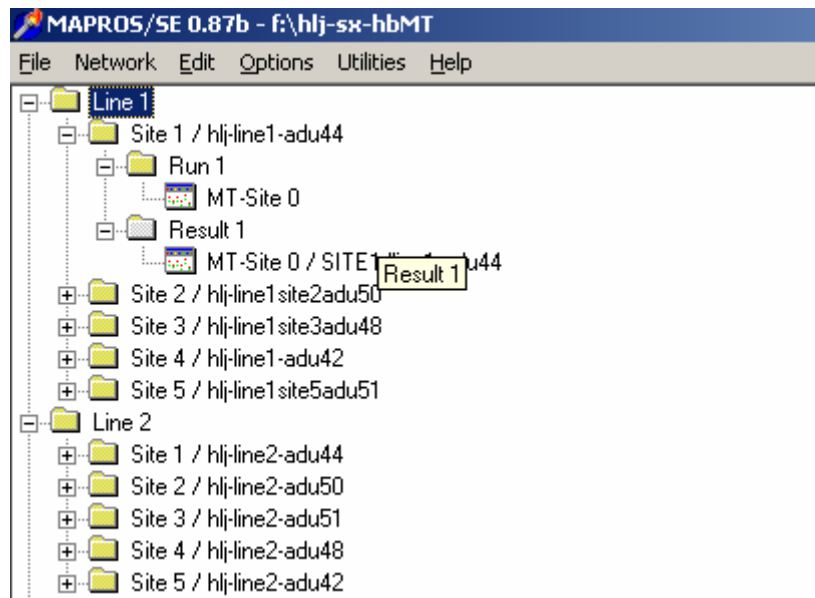 MAPROS/SE 0.87b - f:\hlj-sx-hbMT
File Network Edit Options Utilities Help
Line 1
Site 1 / hlj-line1-adu44
Run 1
MT-Site 0
Result 1
MT-Site 0 / SITE1 u44
Result 1
Site 2 / hlj-line1site2adu50
Site 3 / hlj-line1site3adu48
Site 4 / hlj-line1-adu42
Site 5 / hlj-line1site5adu51
Line 2
Site 1 / hlj-line2-adu44
Site 2 / hlj-line2-adu50
Site 3 / hlj-line2-adu51
Site 4 / hlj-line2-adu48
Site 5 / hlj-line2-adu42